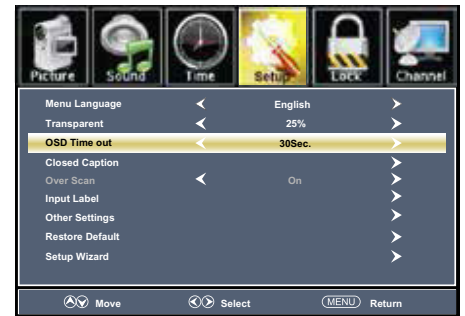 Picture Sound Time Setup Lock Channel
Menu Language English
Transparent 25%
OSD Time out 30Sec.
Closed Caption
Over Scan On
Input Label
Other Settings
Restore Default
Setup Wizard
Move Select MENU Return